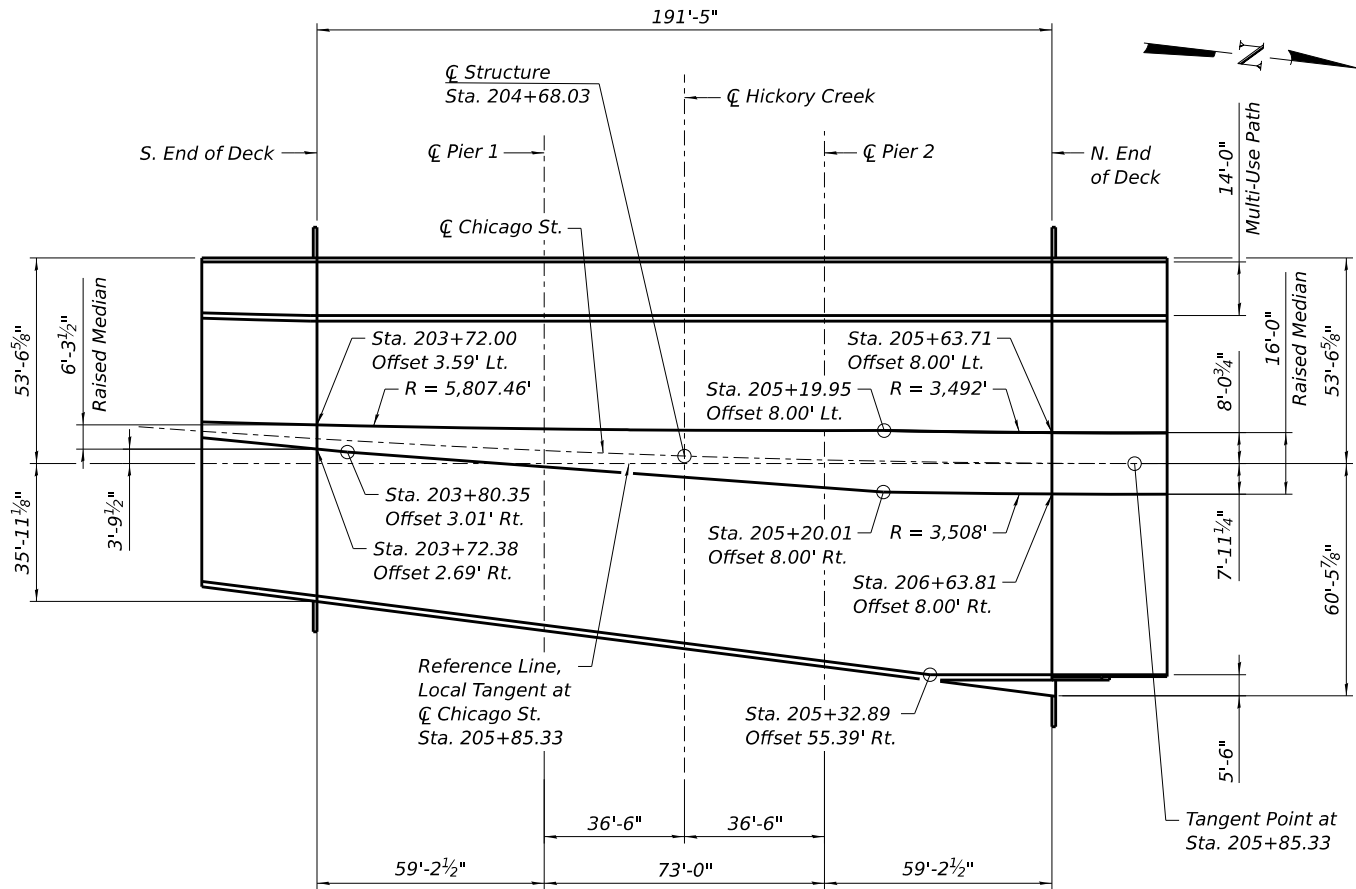 191'-5"
N
℄ Structure
Sta. 204+68.03
℄ Hickory Creek
S. End of Deck
℄ Pier 1
℄ Pier 2
N. End
of Deck
14'-0"
Multi-Use Path
℄ Chicago St.
53'-6⅝"
6'-3½"
Raised Median
3'-9½"
35'-11⅛"
Sta. 203+72.00
Offset 3.59' Lt.
R = 5,807.46'
Sta. 205+63.71
Offset 8.00' Lt.
Sta. 205+19.95
Offset 8.00' Lt.
R = 3,492'
8'-0¾"
16'-0"
Raised Median
53'-6⅝"
Sta. 203+80.35
Offset 3.01' Rt.
Sta. 203+72.38
Offset 2.69' Rt.
Sta. 205+20.01
Offset 8.00' Rt.
R = 3,508'
Sta. 206+63.81
Offset 8.00' Rt.
7'-11¼"
60'-5⅞"
Reference Line,
Local Tangent at
℄ Chicago St.
Sta. 205+85.33
Sta. 205+32.89
Offset 55.39' Rt.
5'-6"
Tangent Point at
Sta. 205+85.33
36'-6"
36'-6"
59'-2½"
73'-0"
59'-2½"